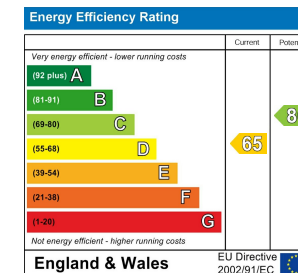 Energy Efficiency Rating
Current
Very energy efficient - lower running costs
(92 plus) A
(81-91) B
(69-80) C
(55-68) D
65
(39-54) E
(21-38) F
(1-20) G
Not energy efficient - higher running costs
England & Wales
EU Directive
2002/91/EC